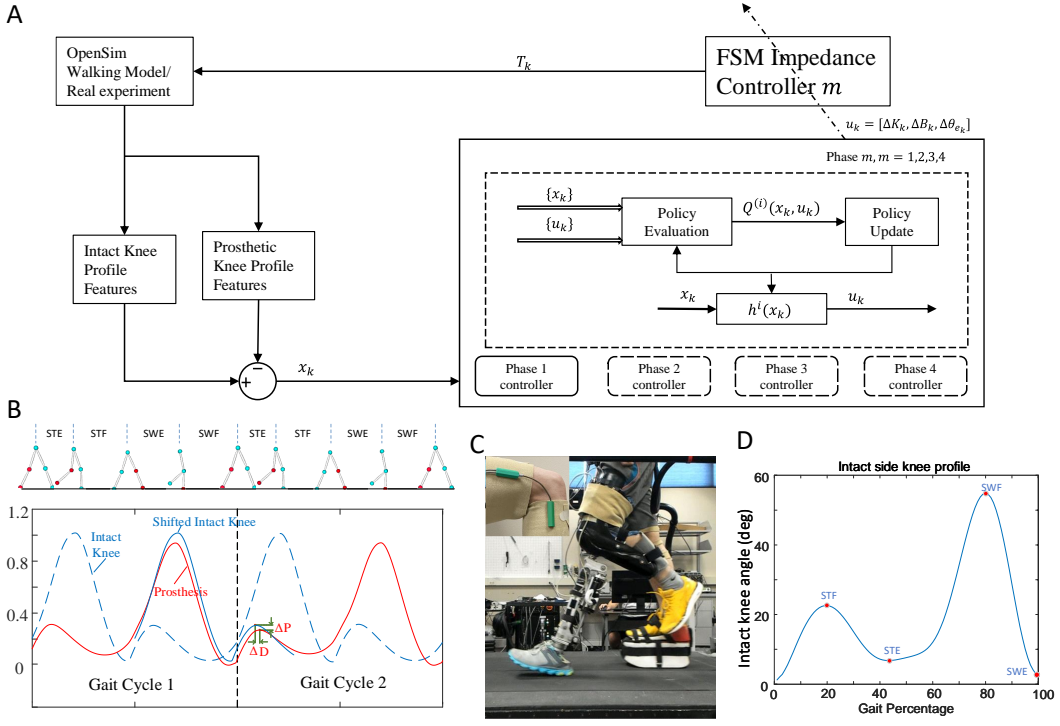 A
OpenSim
Walking Model/
Real experiment
T_k
FSM Impedance
Controller m
u_k = [ΔK_k, ΔB_k, Δθ_{e_k}]
Phase m, m = 1,2,3,4
{x_k}
{u_k}
Policy
Evaluation
Q^{(i)}(x_k, u_k)
Policy
Update
x_k
h^i(x_k)
u_k
Intact Knee
Profile
Features
Prosthetic
Knee Profile
Features
−
+
x_k
Phase 1
controller
Phase 2
controller
Phase 3
controller
Phase 4
controller
B
STE STF SWE SWF STE STF SWE SWF
1.2
0.8
0.4
0
Intact
Knee
Shifted Intact Knee
Prosthesis
ΔP
ΔD
Gait Cycle 1
Gait Cycle 2
C
D
Intact side knee profile
Intact knee angle (deg)
60
40
20
0
STF
STE
SWF
SWE
0 20 40 60 80 100
Gait Percentage